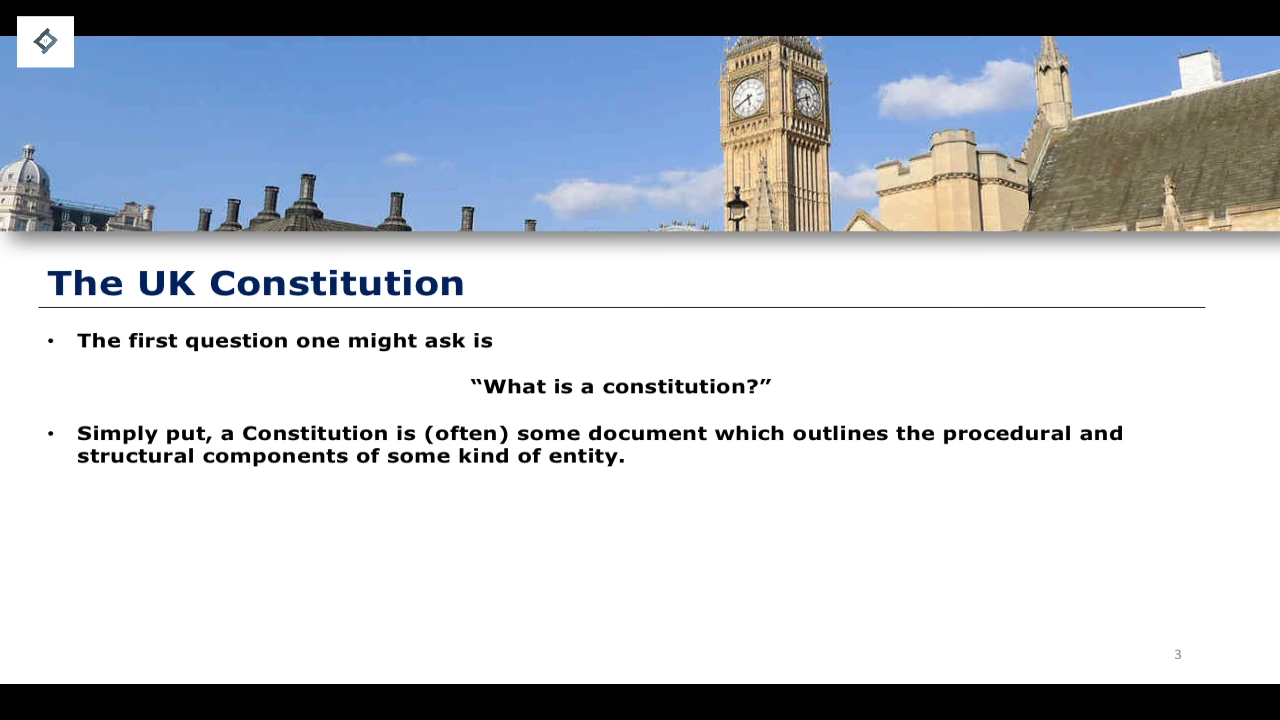 The UK Constitution
• The first question one might ask is
“What is a constitution?”
• Simply put, a Constitution is (often) some document which outlines the procedural and
structural components of some kind of entity.
3